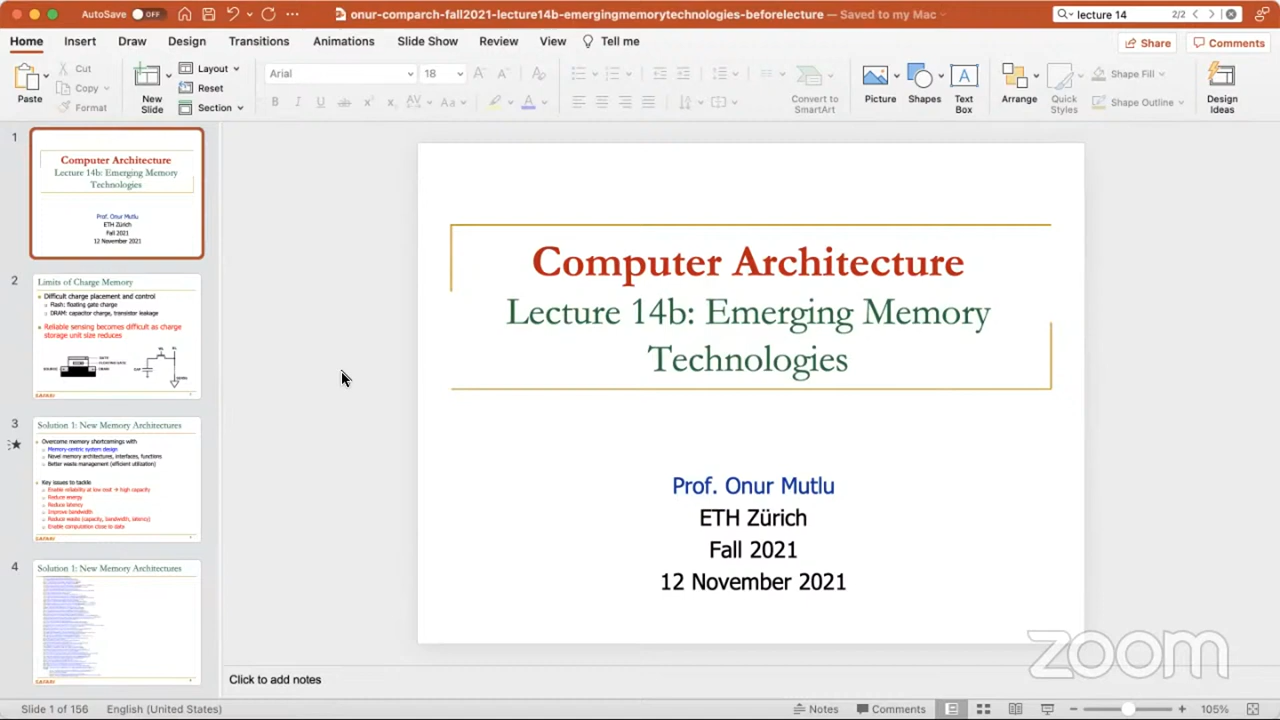 AutoSave OFF
onur-comparch-fall2021-lecture14b-emergingmemorytechnologies-beforelecture — Saved to my Mac
lecture 14
2/2
Home Insert Draw Design Transitions Animations Slide Show Review View Tell me
Share
Comments
Paste
Cut
Copy
Format
New Slide
Layout
Reset
Section
Arial
18
Convert to SmartArt
Picture
Shapes
Text Box
Arrange
Quick Styles
Shape Fill
Shape Outline
Design Ideas
1
Computer Architecture
Lecture 14b: Emerging Memory
Technologies
Prof. Onur Mutlu
ETH Zürich
Fall 2021
12 November 2021
2
Limits of Charge Memory
Difficult charge placement and control
Flash: floating gate charge
DRAM: capacitor charge, transistor leakage
Reliable sensing becomes difficult as charge
storage unit size reduces
SAFARI
3
Solution 1: New Memory Architectures
Overcome memory shortcomings with
Memory-centric system design
Novel memory architectures, interfaces, functions
Better waste management (efficient utilization)
Key issues to tackle
Enable reliability at low cost → high capacity
Reduce energy
Reduce latency
Improve bandwidth
Reduce waste (capacity, bandwidth, latency)
Enable computation close to data
SAFARI
4
Solution 1: New Memory Architectures
SAFARI
Computer Architecture
Lecture 14b: Emerging Memory
Technologies
Prof. Onur Mutlu
ETH Zürich
Fall 2021
12 November 2021
zoom
Click to add notes
Slide 1 of 156
English (United States)
Notes
Comments
105%